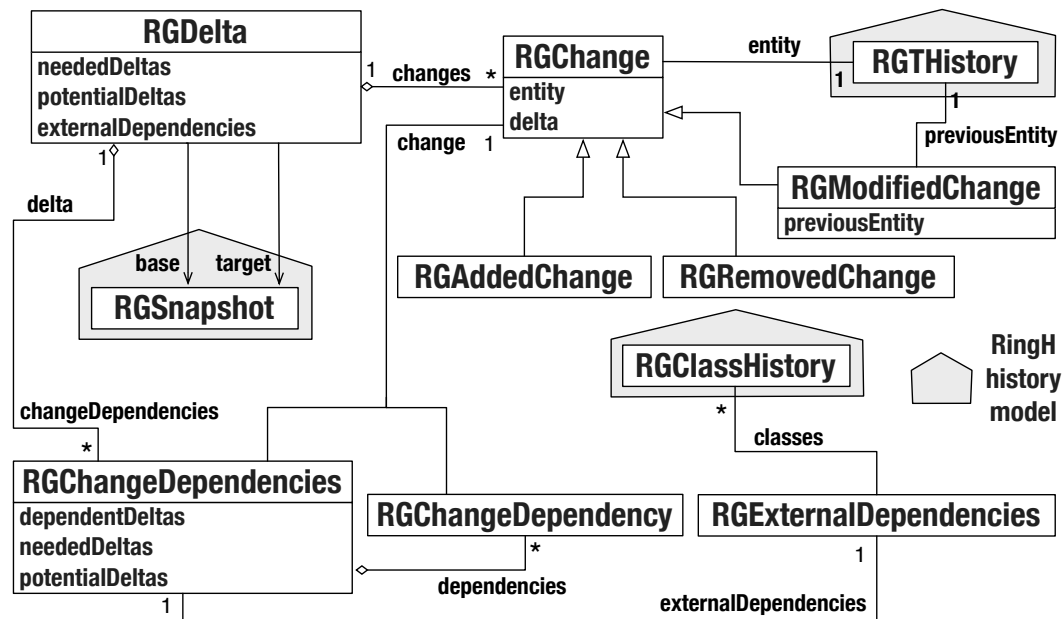 RGDelta
neededDeltas
potentialDeltas
externalDependencies
1
changes
*
RGChange
entity
delta
entity
1
RGTHistory
1
previousEntity
change
1
1
delta
RGModifiedChange
previousEntity
base
target
RGSnapshot
RGAddedChange
RGRemovedChange
RGClassHistory
*
classes
RingH
history
model
changeDependencies
*
RGChangeDependencies
dependentDeltas
neededDeltas
potentialDeltas
1
RGChangeDependency
*
dependencies
RGExternalDependencies
1
externalDependencies